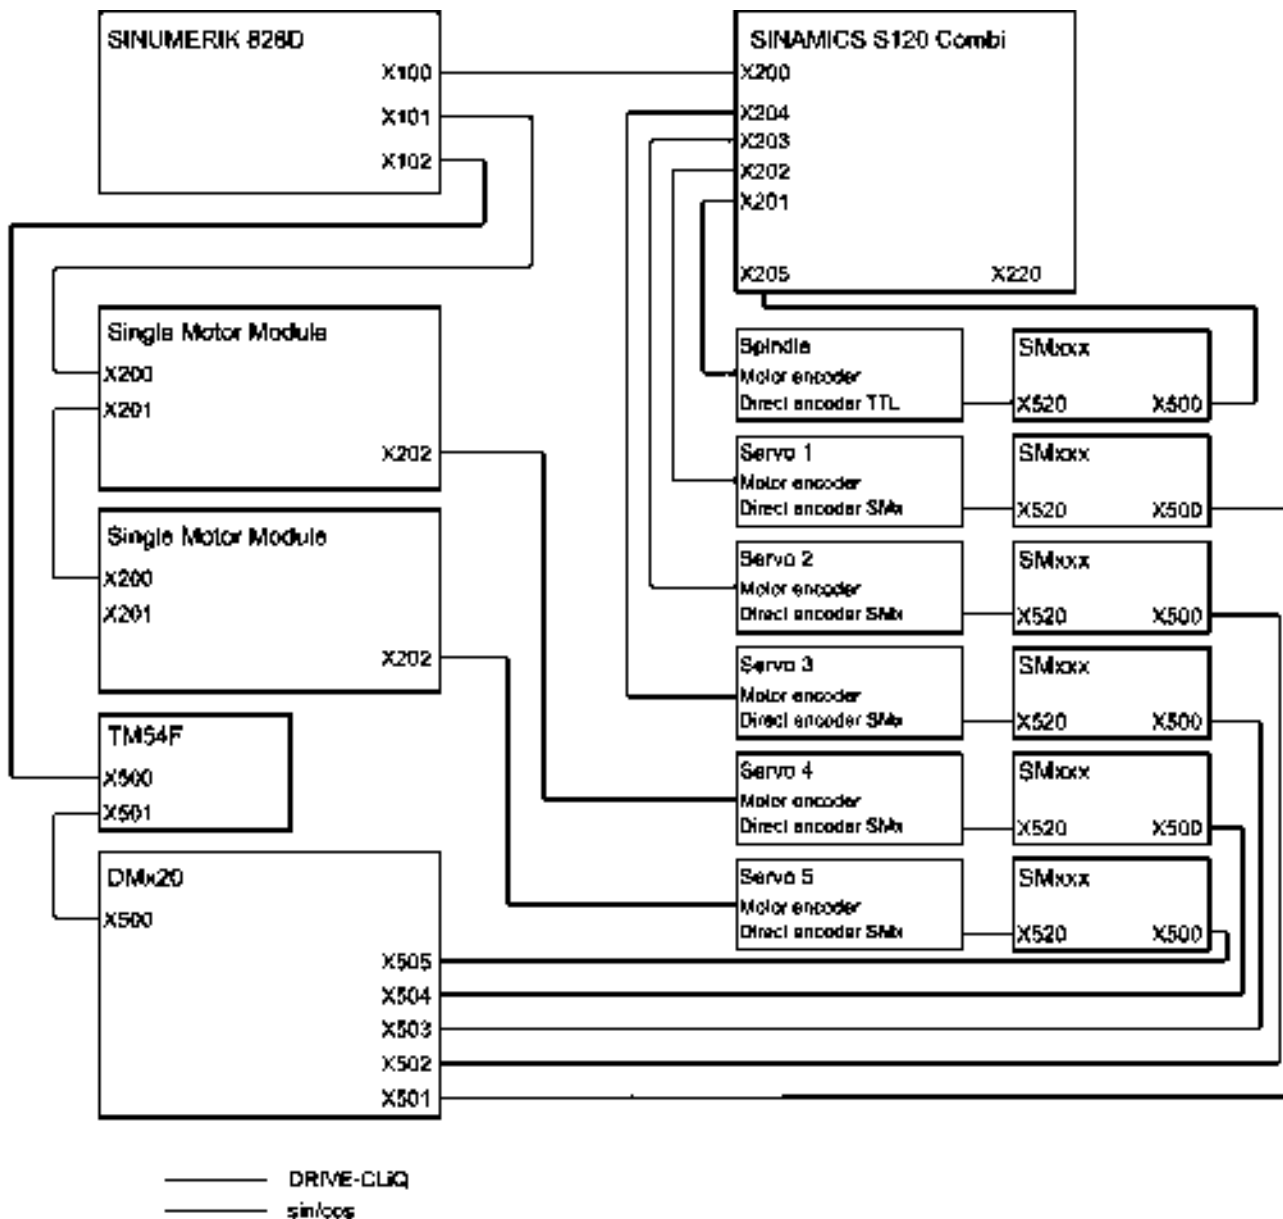 SINUMERIK 828D
X100
X101
X102
SINAMICS S120 Combi
X200
X204
X203
X202
X201
X205 X220
Single Motor Module
X200
X201
X202
Single Motor Module
X200
X201
X202
TM54F
X500
X501
DMx20
X500
X505
X504
X503
X502
X501
Spindle
Motor encoder
Direct encoder TTL
SMxxx
X520 X500
Servo 1
Motor encoder
Direct encoder SMx
SMxxx
X520 X500
Servo 2
Motor encoder
Direct encoder SMx
SMxxx
X520 X500
Servo 3
Motor encoder
Direct encoder SMx
SMxxx
X520 X500
Servo 4
Motor encoder
Direct encoder SMx
SMxxx
X520 X500
Servo 5
Motor encoder
Direct encoder SMx
SMxxx
X520 X500
DRIVE-CLiQ
sin/cos